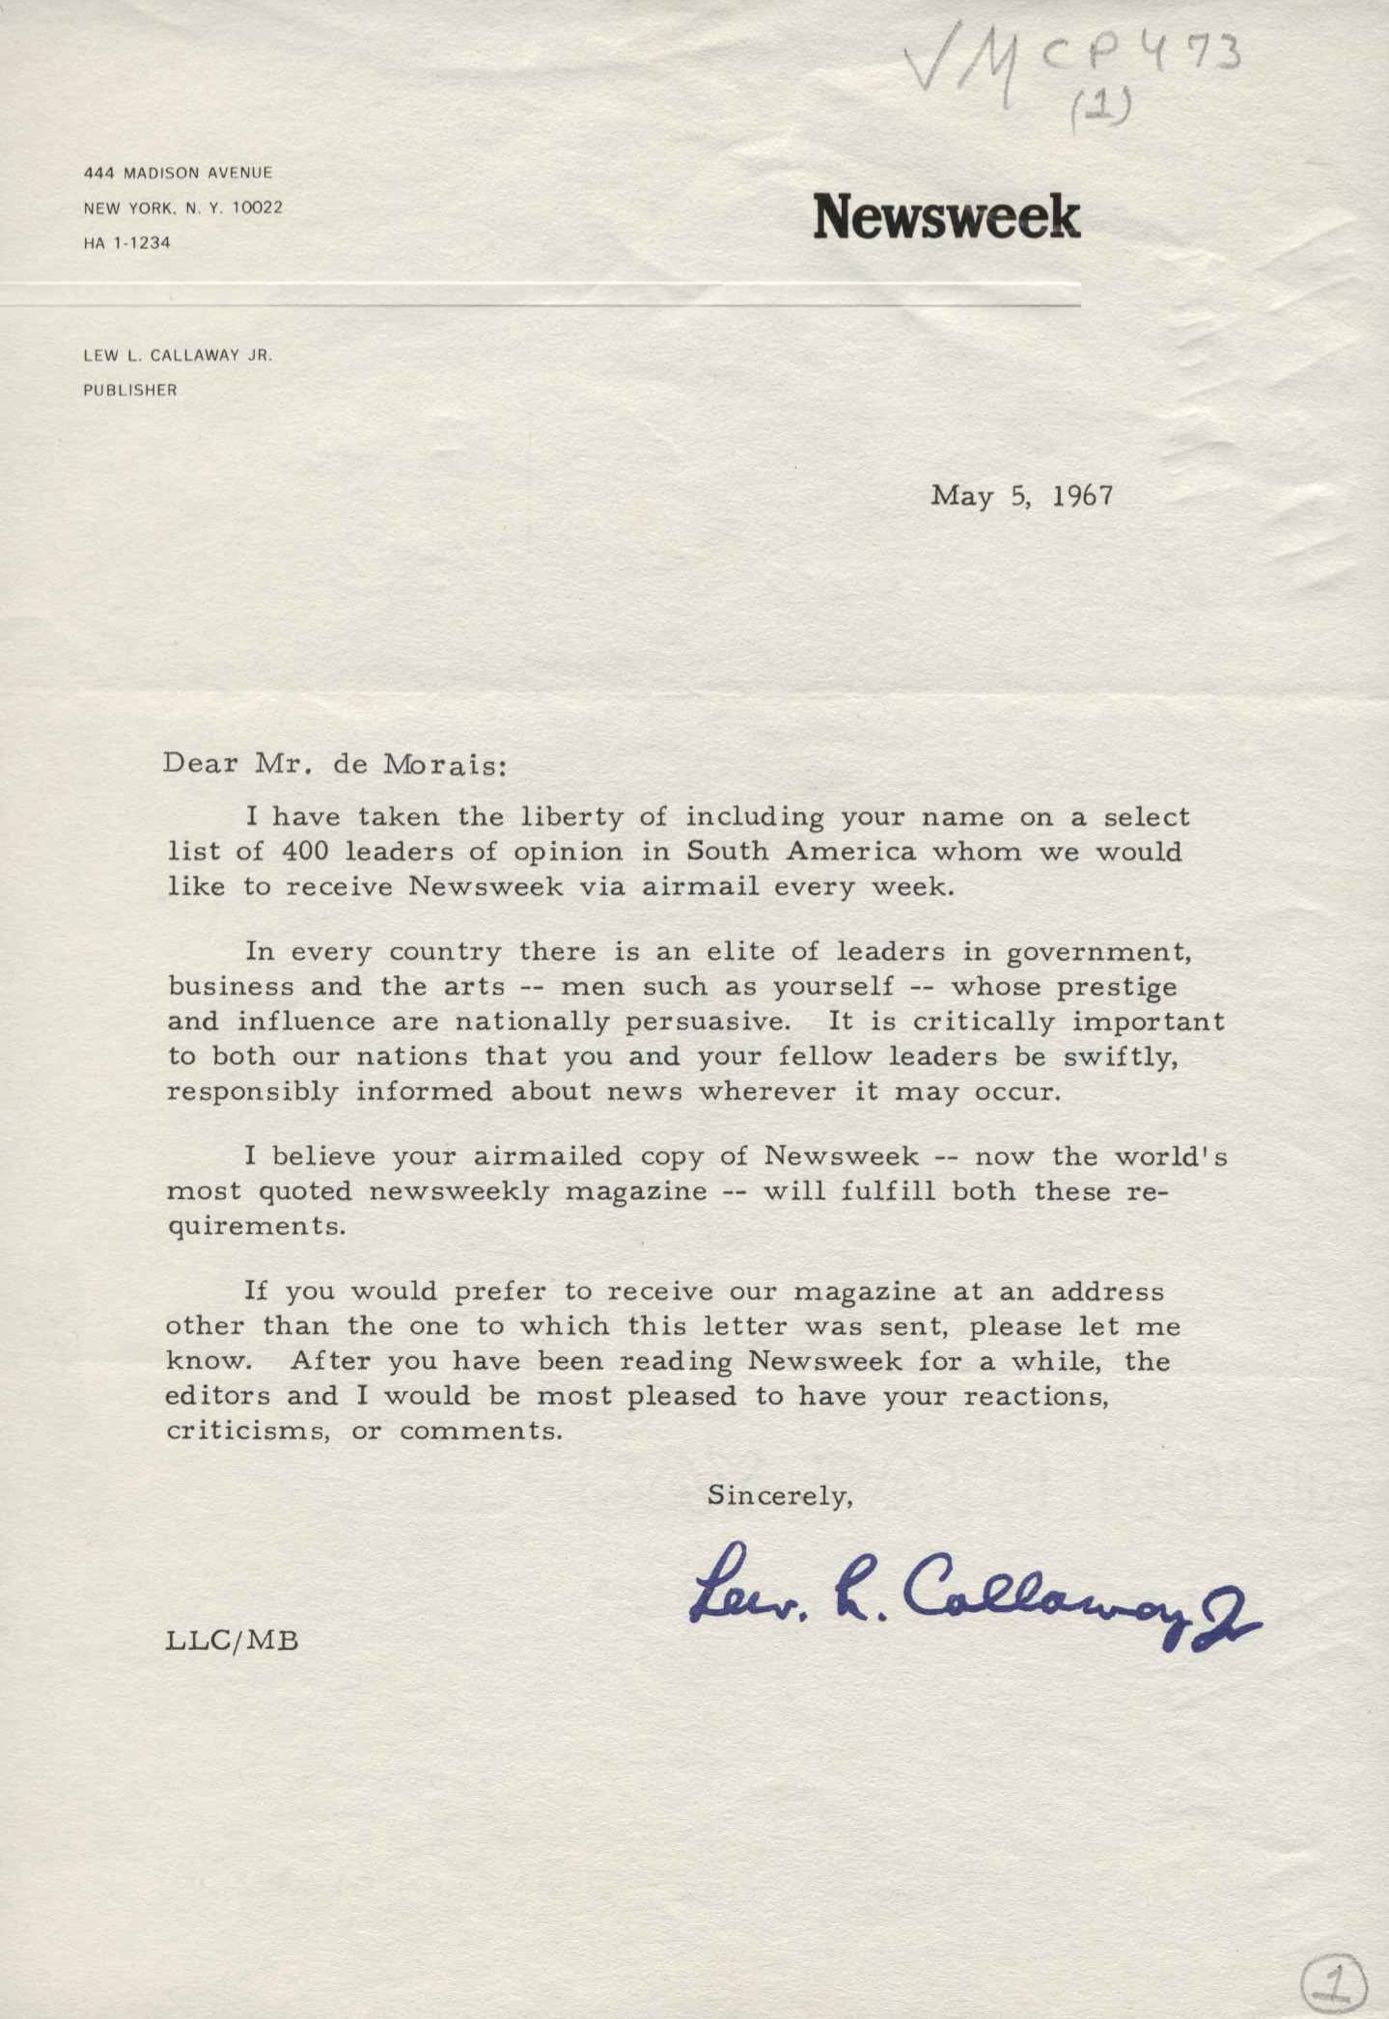 VMCP473
(1)
444 MADISON AVENUE
NEW YORK, N. Y. 10022
HA 1-1234
Newsweek
LEW L. CALLAWAY JR.
PUBLISHER
May 5, 1967
Dear Mr. de Morais:
I have taken the liberty of including your name on a select
list of 400 leaders of opinion in South America whom we would
like to receive Newsweek via airmail every week.
In every country there is an elite of leaders in government,
business and the arts -- men such as yourself -- whose prestige
and influence are nationally persuasive. It is critically important
to both our nations that you and your fellow leaders be swiftly,
responsibly informed about news wherever it may occur.
I believe your airmailed copy of Newsweek -- now the world's
most quoted newsweekly magazine -- will fulfill both these re-
quirements.
If you would prefer to receive our magazine at an address
other than the one to which this letter was sent, please let me
know. After you have been reading Newsweek for a while, the
editors and I would be most pleased to have your reactions,
criticisms, or comments.
Sincerely,
Lew. L. Callaway Jr
LLC/MB
1